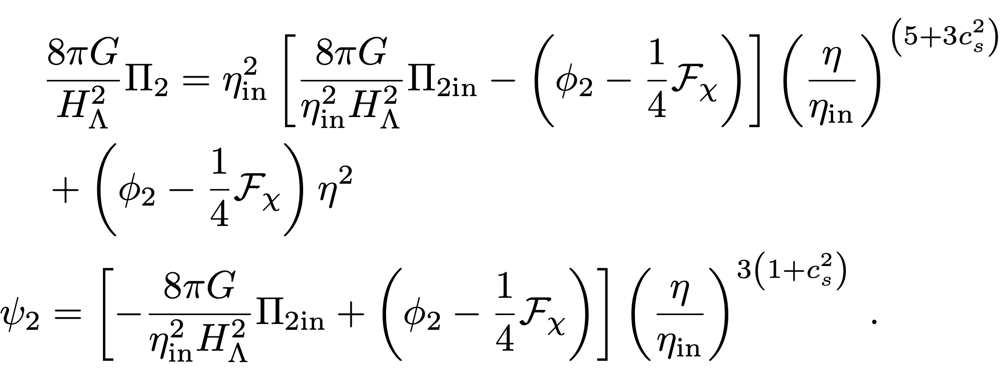 \frac{8\pi G}{H_\Lambda^2}\Pi_2 = \eta_{\rm in}^2 \left[ \frac{8\pi G}{\eta_{\rm in}^2 H_\Lambda^2}\Pi_{2{\rm in}} - \left( \phi_2 - \frac{1}{4}\mathcal{F}_\chi \right) \right] \left( \frac{\eta}{\eta_{\rm in}} \right)^{(5+3c_s^2)}
+ \left( \phi_2 - \frac{1}{4}\mathcal{F}_\chi \right) \eta^2
\psi_2 = \left[ -\frac{8\pi G}{\eta_{\rm in}^2 H_\Lambda^2}\Pi_{2{\rm in}} + \left( \phi_2 - \frac{1}{4}\mathcal{F}_\chi \right) \right] \left( \frac{\eta}{\eta_{\rm in}} \right)^{3(1+c_s^2)} .